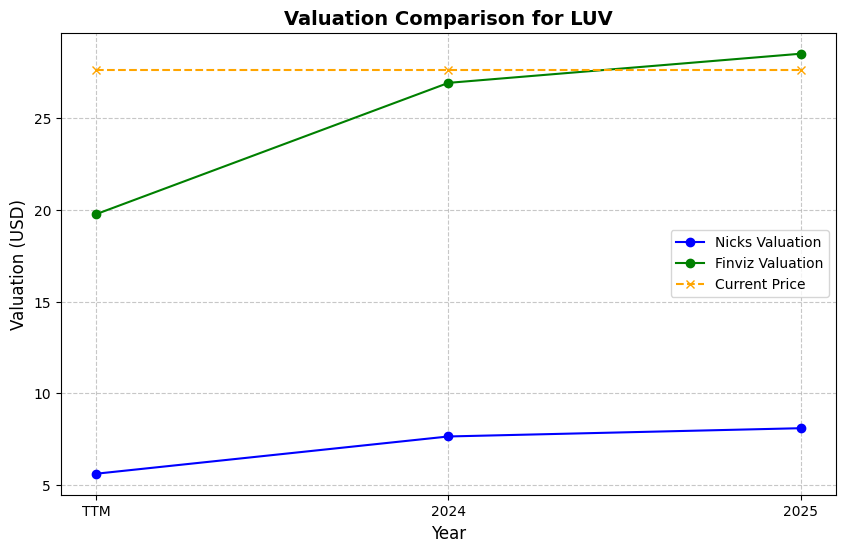 Valuation Comparison for LUV
Valuation (USD)
25
20
15
10
5
Nicks Valuation
Finviz Valuation
Current Price
TTM
2024
2025
Year